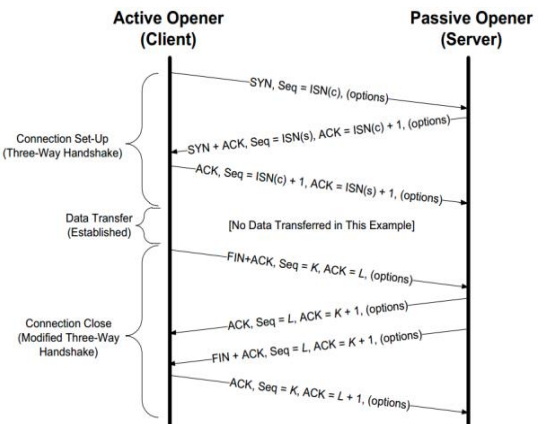 Active Opener
(Client)
Passive Opener
(Server)
SYN, Seq = ISN(c), (options)
SYN + ACK, Seq = ISN(s), ACK = ISN(c) + 1, (options)
Connection Set-Up
(Three-Way Handshake)
ACK, Seq = ISN(c) + 1, ACK = ISN(s) + 1, (options)
Data Transfer
(Established)
[No Data Transferred in This Example]
FIN+ACK, Seq = K, ACK = L, (options)
Connection Close
(Modified Three-Way
Handshake)
ACK, Seq = L, ACK = K + 1, (options)
FIN + ACK, Seq = L, ACK = K + 1, (options)
ACK, Seq = K, ACK = L + 1, (options)